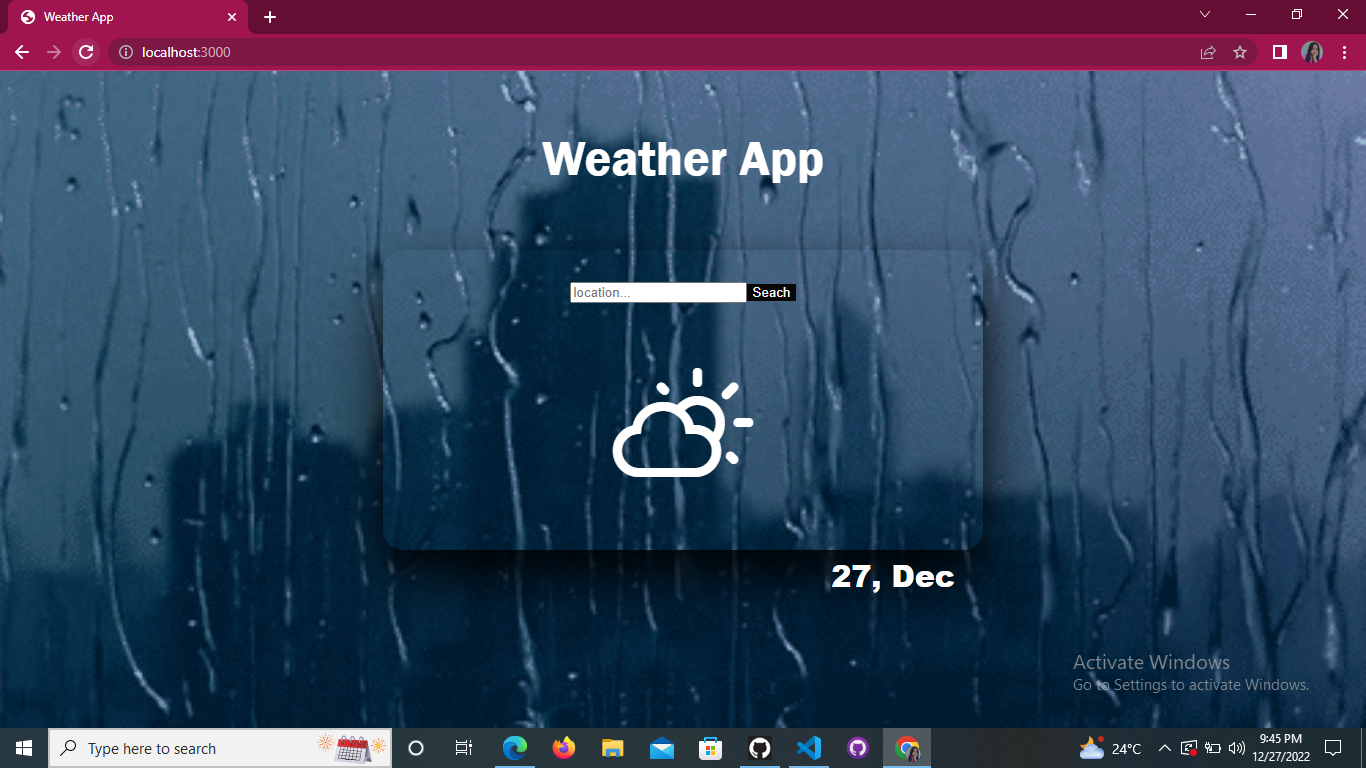 Weather App
localhost:3000
Weather App
location...
Seach
27, Dec
Activate Windows
Go to Settings to activate Windows.
Type here to search
24°C
9:45 PM
12/27/2022